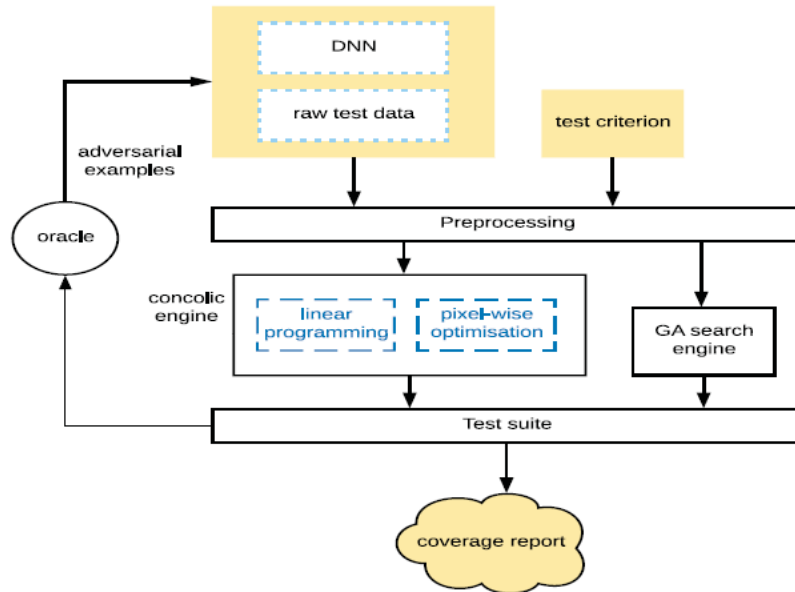 DNN
raw test data
test criterion
adversarial
examples
Preprocessing
oracle
concolic
engine
linear
programming
pixel-wise
optimisation
GA search
engine
Test suite
coverage report